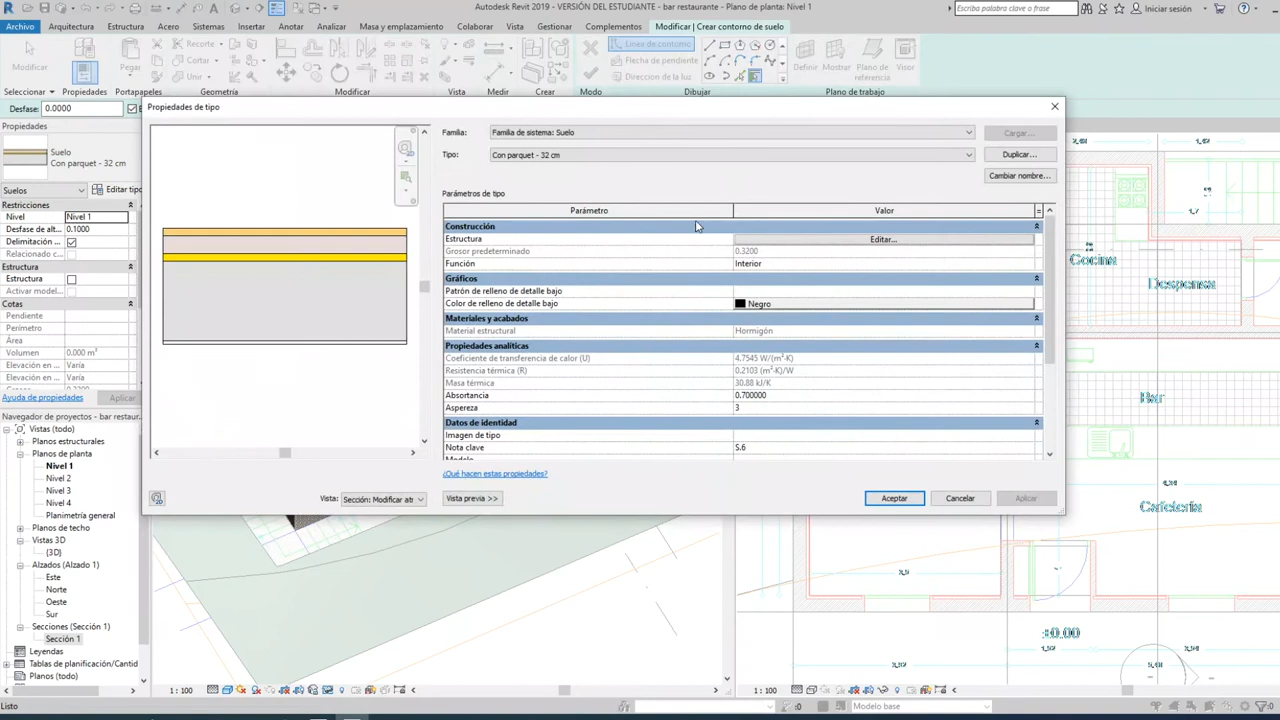 Autodesk Revit 2019 - VERSIÓN DEL ESTUDIANTE - bar restaurante - Plano de planta: Nivel 1
Escriba palabra clave o frase
Iniciar sesión
Archivo Arquitectura Estructura Acero Sistemas Insertar Anotar Analizar Masa y emplazamiento Colaborar Vista Gestionar Complementos Modificar | Crear contorno de suelo
Modificar
Pegar
Recorte
Cortar
Unir
Línea de contorno
Flecha de pendiente
Dirección de la luz
Definir Mostrar Plano de referencia Visor
Seleccionar Propiedades Portapapeles Geometría Modificar Vista Medir Crear Modo Dibujar Plano de trabajo
Desfase: 0.0000
Propiedades
Suelo
Con parquet - 32 cm
Suelos
Editar tipo
Restricciones
Nivel Nivel 1
Desfase de alt... 0.1000
Delimitación ...
Relacionado c...
Estructura
Estructura
Activar model...
Cotas
Pendiente
Perímetro
Área
Volumen 0.000 m³
Elevación en ... Varía
Elevación en ... Varía
Ayuda de propiedades
Aplicar
Navegador de proyectos - bar restau...
Vistas (todo)
Planos estructurales
Planos de planta
Nivel 1
Nivel 2
Nivel 3
Nivel 4
Planimetría general
Planos de techo
Vistas 3D
{3D}
Alzados (Alzado 1)
Este
Norte
Oeste
Sur
Secciones (Sección 1)
Sección 1
Leyendas
Tablas de planificación/Cantid
Planos (todo)
Propiedades de tipo
Familia: Familia de sistema: Suelo
Cargar...
Tipo: Con parquet - 32 cm
Duplicar...
Cambiar nombre...
Parámetros de tipo
Parámetro Valor =
Construcción
Estructura Editar...
Grosor predeterminado 0.3200
Función Interior
Gráficos
Patrón de relleno de detalle bajo
Color de relleno de detalle bajo Negro
Materiales y acabados
Material estructural Hormigón
Propiedades analíticas
Coeficiente de transferencia de calor (U) 4.7545 W/(m²·K)
Resistencia térmica (R) 0.2103 (m²·K)/W
Masa térmica 30.88 kJ/K
Absortancia 0.700000
Aspereza 3
Datos de identidad
Imagen de tipo
Nota clave S.6
Modelo
¿Qué hacen estas propiedades?
Vista: Sección: Modificar atr
Vista previa >>
Aceptar
Cancelar
Aplicar
Cocina
Despensa
Bar
Cafetería
±0.00
1 : 100
1 : 100
Listo
:0
Modelo base
:0